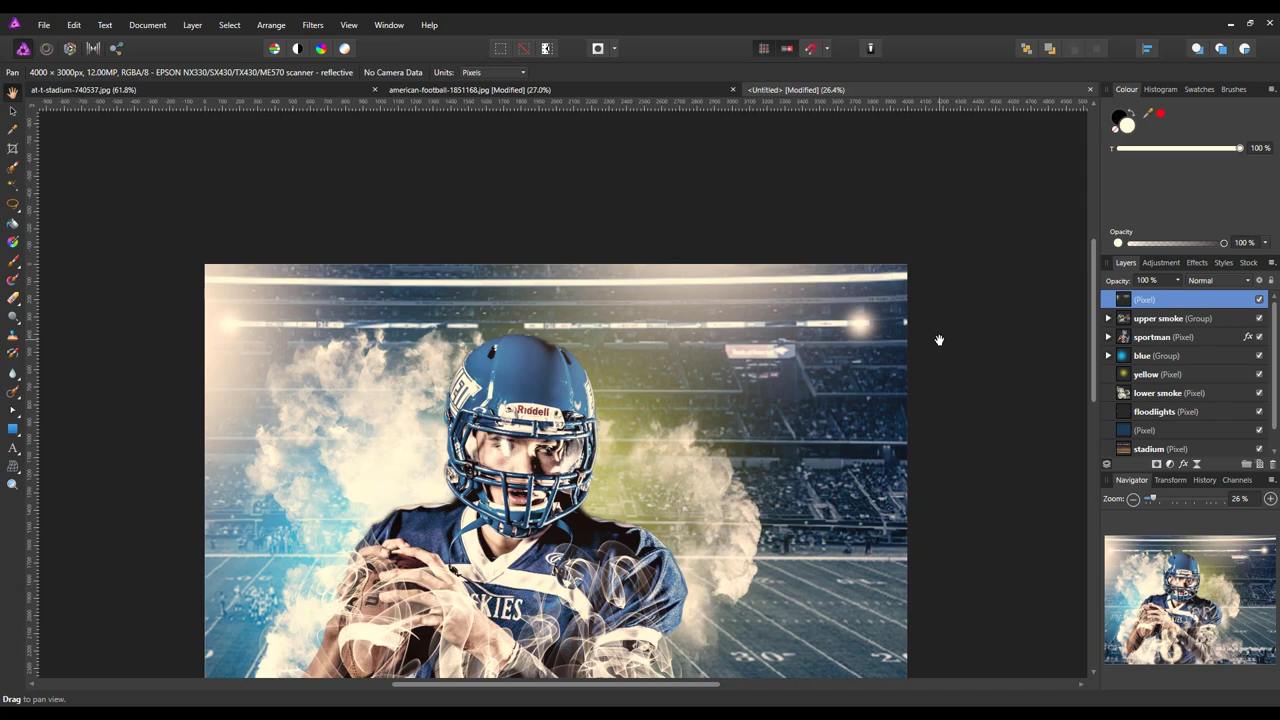 File Edit Text Document Layer Select Arrange Filters View Window Help
Pan 4000 × 3000px, 12.00MP, RGBA/8 - EPSON NX330/SX430/TX430/ME570 scanner - reflective No Camera Data Units: Pixels
at-t-stadium-740537.jpg (61.8%) × american-football-1851168.jpg [Modified] (27.0%) × <Untitled> [Modified] (26.4%) ×
Colour Histogram Swatches Brushes
T 100 %
Opacity
100 %
Layers Adjustment Effects Styles Stock
Opacity: 100 % Normal
(Pixel)
upper smoke (Group)
sportman (Pixel) fx
blue (Group)
yellow (Pixel)
lower smoke (Pixel)
floodlights (Pixel)
(Pixel)
stadium (Pixel)
Navigator Transform History Channels
Zoom: 26 %
Riddell
Drag to pan view.